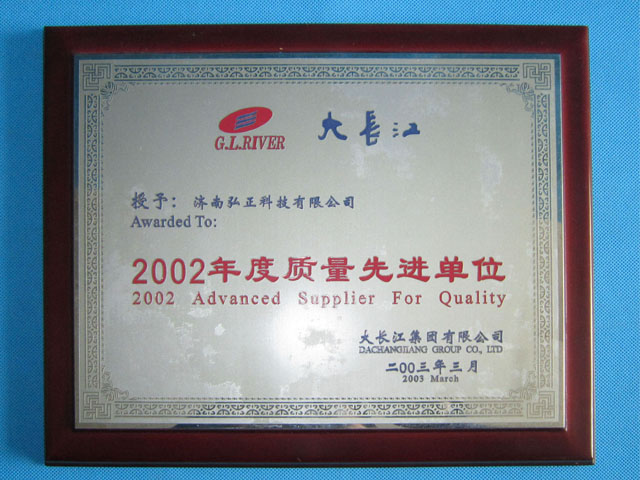 G.L.RIVER 大長江
授予：济南弘正科技有限公司
Awarded To:
2002年度质量先进单位
2002 Advanced Supplier For Quality
大长江集团有限公司
DACHANGJIANG GROUP CO., LTD
二00三年三月
2003 March